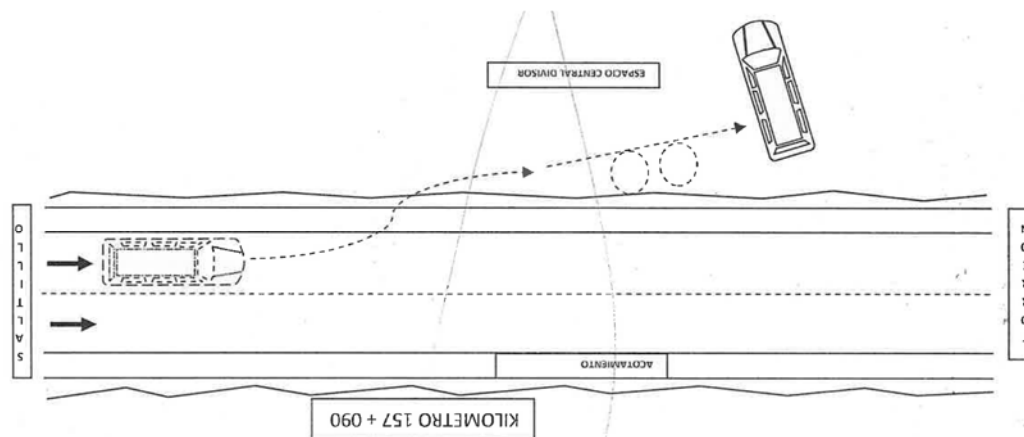 KILOMETRO 157 + 090
ACOTAMIENTO
SALTILLO
ESPACIO CENTRAL DIVISOR